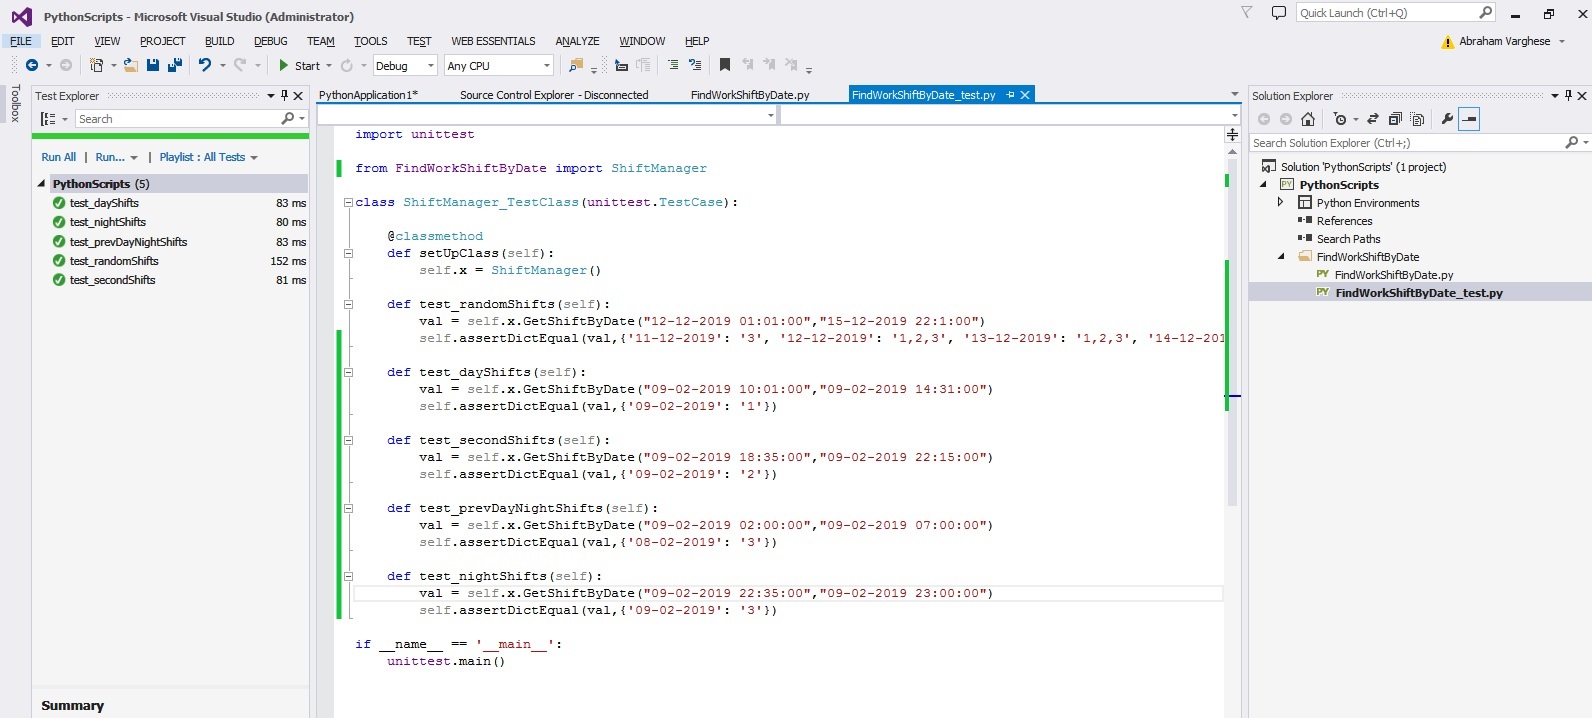 PythonScripts - Microsoft Visual Studio (Administrator)
Quick Launch (Ctrl+Q)
FILE EDIT VIEW PROJECT BUILD DEBUG TEAM TOOLS TEST WEB ESSENTIALS ANALYZE WINDOW HELP
Abraham Varghese
Start Debug Any CPU
Toolbox
Test Explorer
Search
Run All | Run... | Playlist : All Tests
PythonScripts (5)
test_dayShifts 83 ms
test_nightShifts 80 ms
test_prevDayNightShifts 83 ms
test_randomShifts 152 ms
test_secondShifts 81 ms
Summary
PythonApplication1* Source Control Explorer - Disconnected FindWorkShiftByDate.py FindWorkShiftByDate_test.py
import unittest
from FindWorkShiftByDate import ShiftManager
class ShiftManager_TestClass(unittest.TestCase):
@classmethod
def setUpClass(self):
self.x = ShiftManager()
def test_randomShifts(self):
val = self.x.GetShiftByDate("12-12-2019 01:01:00","15-12-2019 22:1:00")
self.assertDictEqual(val,{'11-12-2019': '3', '12-12-2019': '1,2,3', '13-12-2019': '1,2,3', '14-12-201
def test_dayShifts(self):
val = self.x.GetShiftByDate("09-02-2019 10:01:00","09-02-2019 14:31:00")
self.assertDictEqual(val,{'09-02-2019': '1'})
def test_secondShifts(self):
val = self.x.GetShiftByDate("09-02-2019 18:35:00","09-02-2019 22:15:00")
self.assertDictEqual(val,{'09-02-2019': '2'})
def test_prevDayNightShifts(self):
val = self.x.GetShiftByDate("09-02-2019 02:00:00","09-02-2019 07:00:00")
self.assertDictEqual(val,{'08-02-2019': '3'})
def test_nightShifts(self):
val = self.x.GetShiftByDate("09-02-2019 22:35:00","09-02-2019 23:00:00")
self.assertDictEqual(val,{'09-02-2019': '3'})
if __name__ == '__main__':
unittest.main()
Solution Explorer
Search Solution Explorer (Ctrl+;)
Solution 'PythonScripts' (1 project)
PY PythonScripts
Python Environments
References
Search Paths
FindWorkShiftByDate
PY FindWorkShiftByDate.py
PY FindWorkShiftByDate_test.py